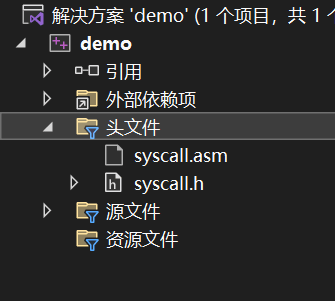 解决方案 'demo' (1 个项目，共 1 个
demo
引用
外部依赖项
头文件
syscall.asm
syscall.h
源文件
资源文件